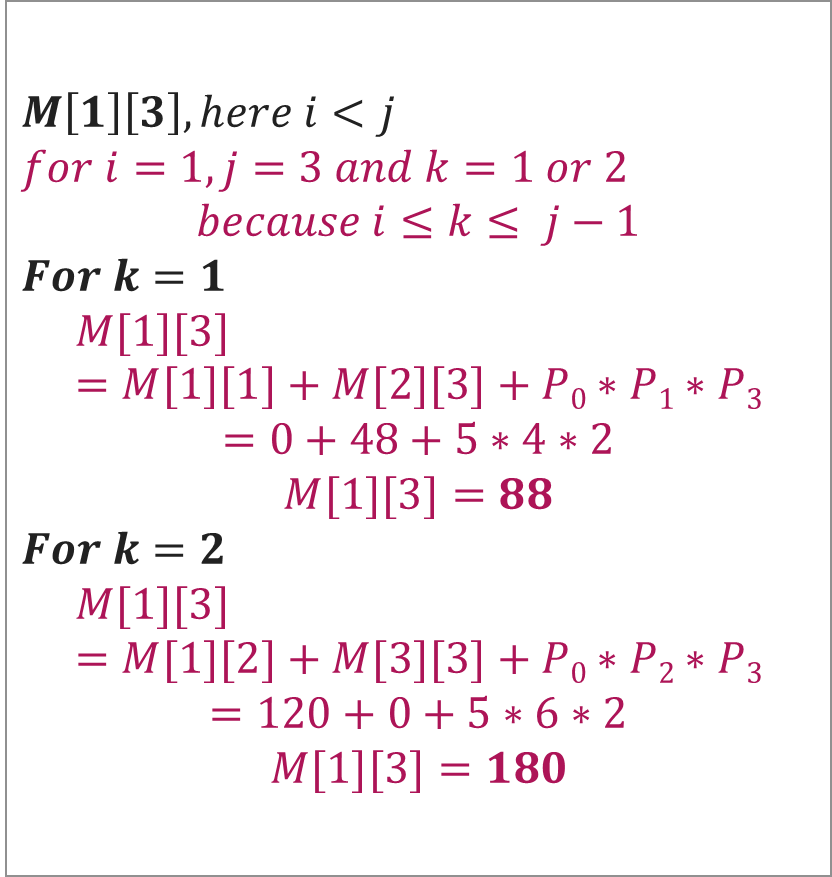 M[1][3], here i < j
for i = 1, j = 3 and k = 1 or 2
because i ≤ k ≤ j − 1
For k = 1
M[1][3]
= M[1][1] + M[2][3] + P₀ ∗ P₁ ∗ P₃
= 0 + 48 + 5 ∗ 4 ∗ 2
M[1][3] = 88
For k = 2
M[1][3]
= M[1][2] + M[3][3] + P₀ ∗ P₂ ∗ P₃
= 120 + 0 + 5 ∗ 6 ∗ 2
M[1][3] = 180